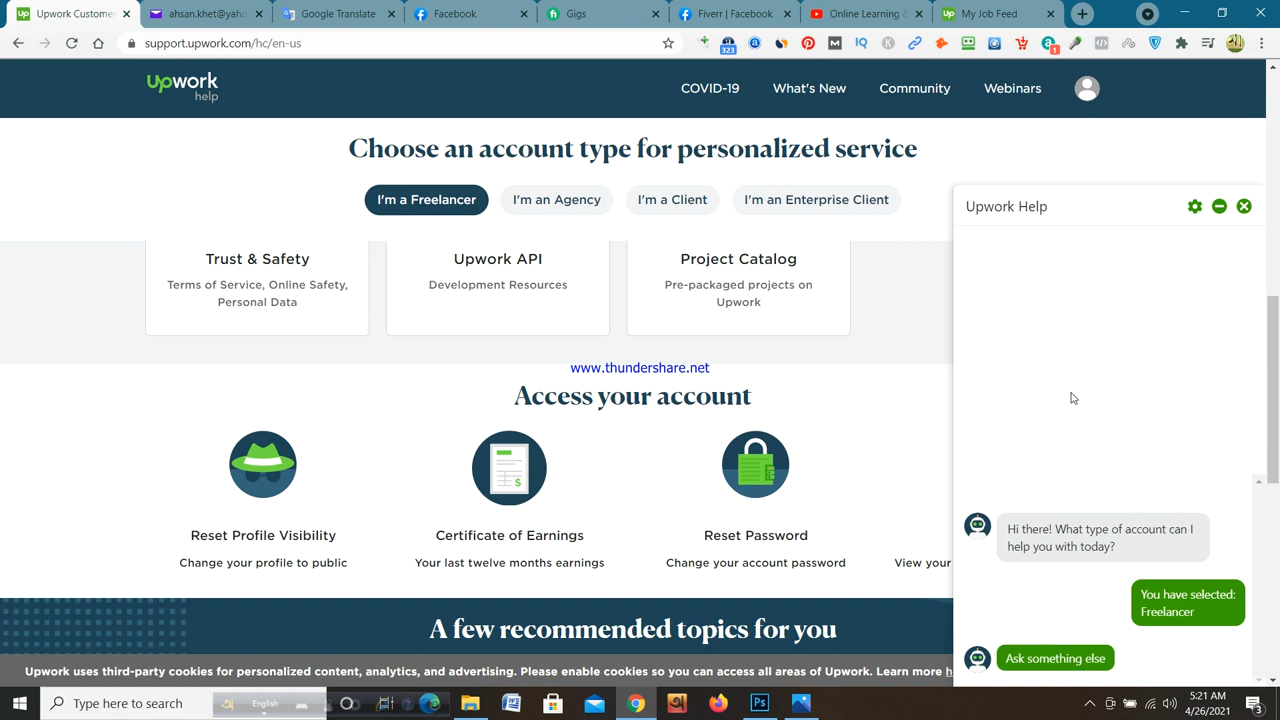 Upwork Custome
ahsan.khet@yaho
Google Translate
Facebook
Gigs
Fiverr | Facebook
Online Learning &
My Job Feed
support.upwork.com/hc/en-us
323
1
upwork
help
COVID-19
What's New
Community
Webinars
Choose an account type for personalized service
I'm a Freelancer
I'm an Agency
I'm a Client
I'm an Enterprise Client
Upwork Help
Trust & Safety
Terms of Service, Online Safety,
Personal Data
Upwork API
Development Resources
Project Catalog
Pre-packaged projects on
Upwork
www.thundershare.net
Access your account
Reset Profile Visibility
Change your profile to public
Certificate of Earnings
Your last twelve months earnings
Reset Password
Change your account password
View your
Hi there! What type of account can I
help you with today?
You have selected:
Freelancer
Ask something else
A few recommended topics for you
Upwork uses third-party cookies for personalized content, analytics, and advertising. Please enable cookies so you can access all areas of Upwork. Learn more h
Type here to search
English
5:21 AM
4/26/2021
3